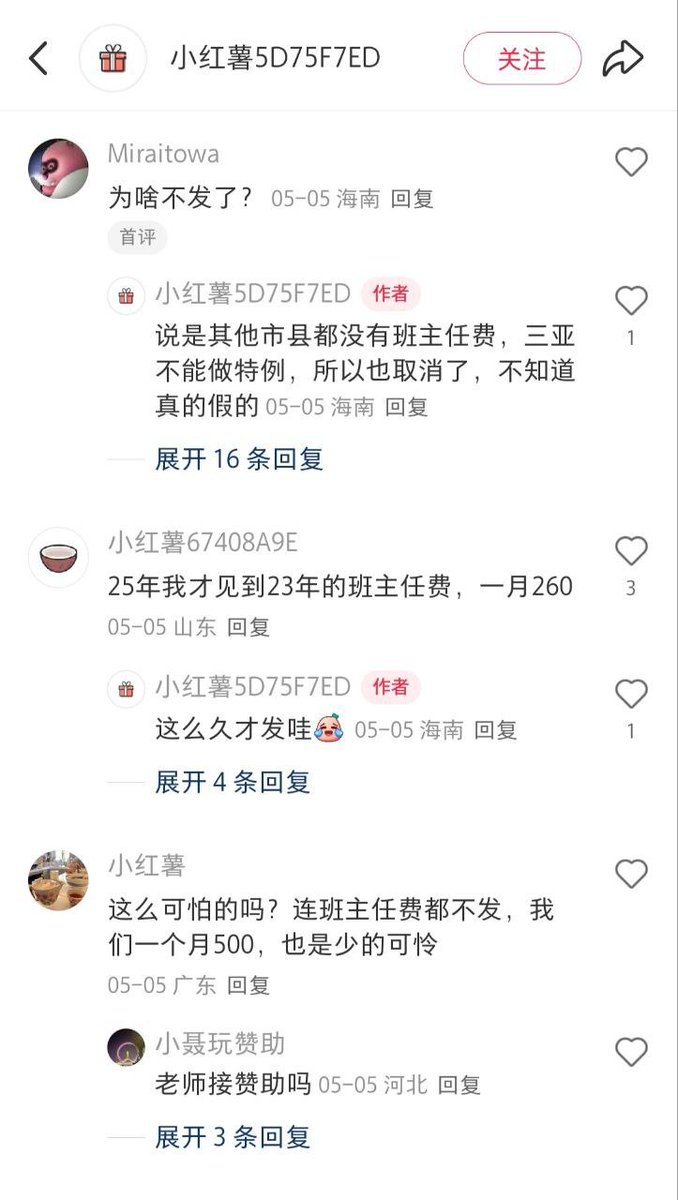 小红薯5D75F7ED
关注
Miraitowa
为啥不发了？ 05-05 海南 回复
首评
小红薯5D75F7ED 作者
说是其他市县都没有班主任费，三亚
不能做特例，所以也取消了，不知道
真的假的 05-05 海南 回复
1
展开 16 条回复
小红薯67408A9E
25年我才见到23年的班主任费，一月260
3
05-05 山东 回复
小红薯5D75F7ED 作者
这么久才发哇 05-05 海南 回复
1
展开 4 条回复
小红薯
这么可怕的吗？连班主任费都不发，我
们一个月500，也是少的可怜
05-05 广东 回复
小聂玩赞助
老师接赞助吗 05-05 河北 回复
展开 3 条回复